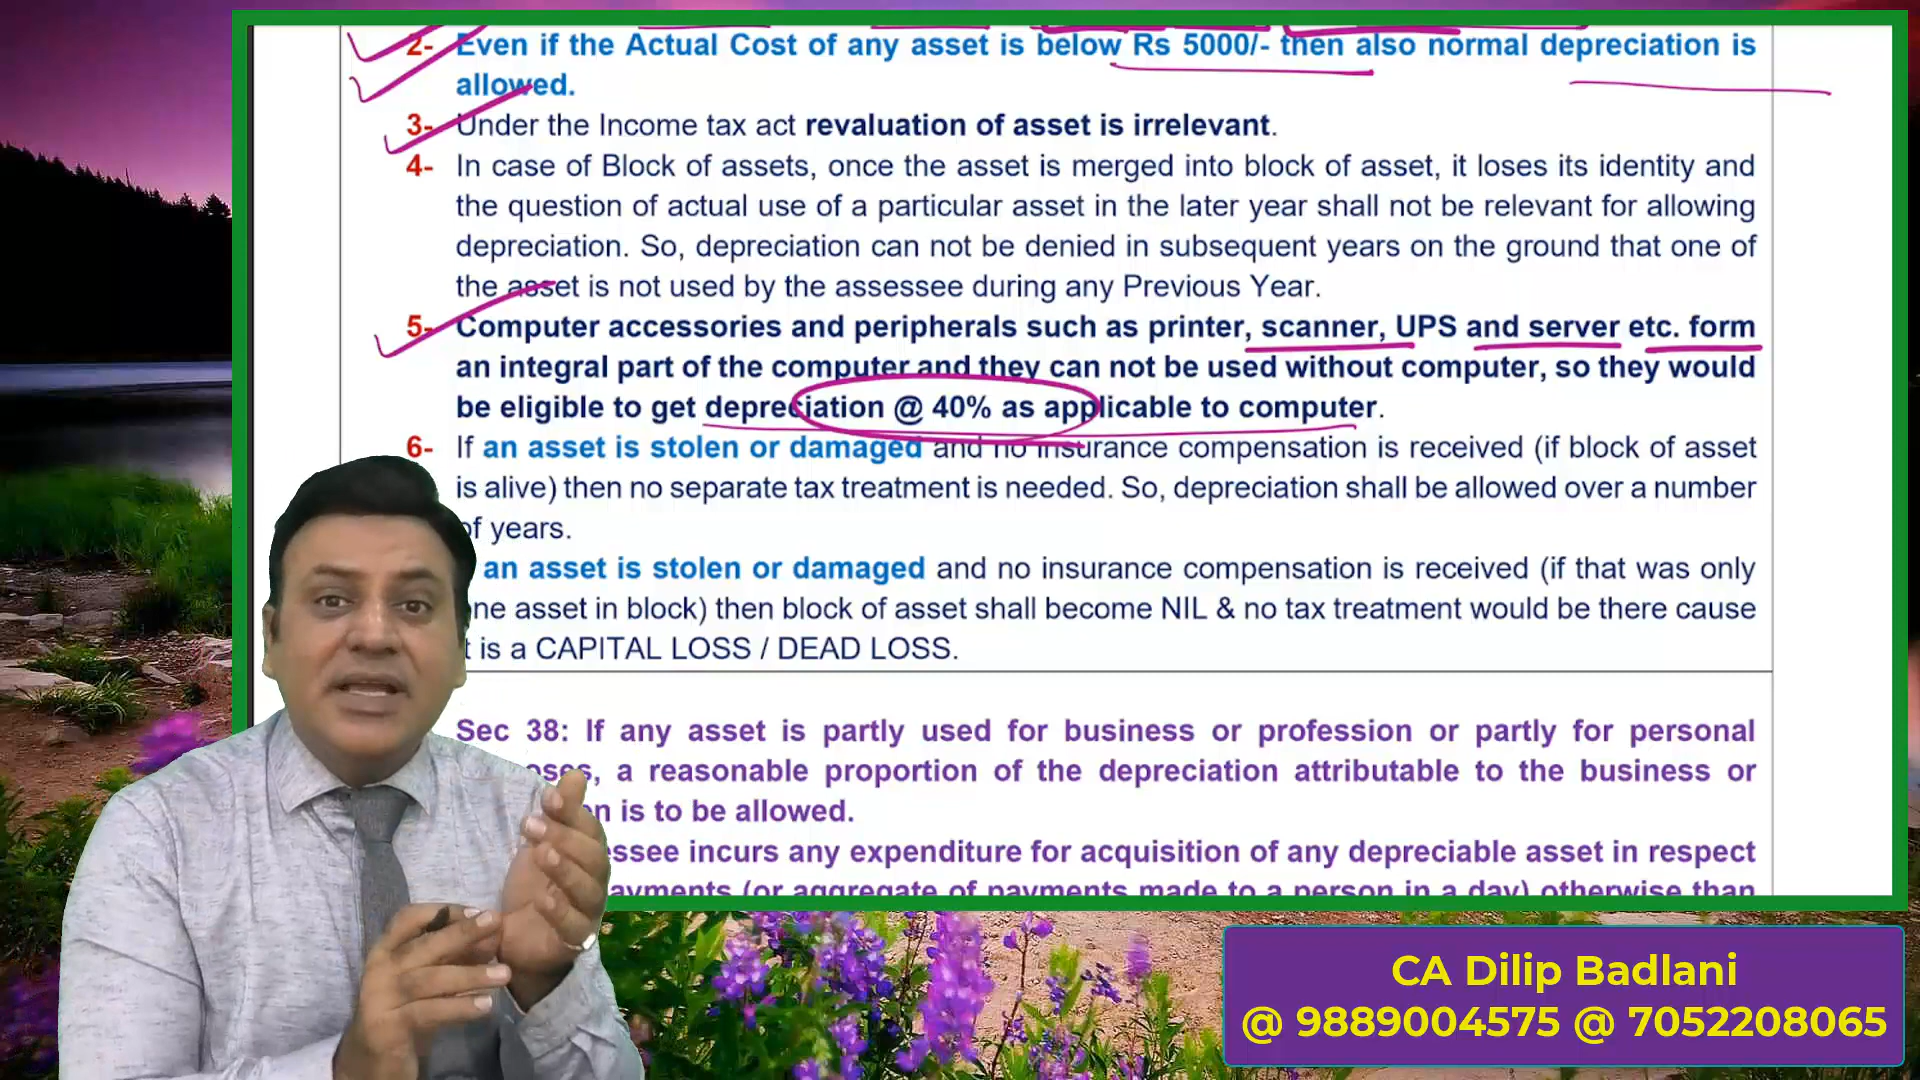 2- Even if the Actual Cost of any asset is below Rs 5000/- then also normal depreciation is
allowed.
3- Under the Income tax act revaluation of asset is irrelevant.
4- In case of Block of assets, once the asset is merged into block of asset, it loses its identity and
the question of actual use of a particular asset in the later year shall not be relevant for allowing
depreciation. So, depreciation can not be denied in subsequent years on the ground that one of
the asset is not used by the assessee during any Previous Year.
5- Computer accessories and peripherals such as printer, scanner, UPS and server etc. form
an integral part of the computer and they can not be used without computer, so they would
be eligible to get depreciation @ 40% as applicable to computer.
6- If an asset is stolen or damaged and no insurance compensation is received (if block of asset
is alive) then no separate tax treatment is needed. So, depreciation shall be allowed over a number
of years.
an asset is stolen or damaged and no insurance compensation is received (if that was only
one asset in block) then block of asset shall become NIL & no tax treatment would be there cause
is a CAPITAL LOSS / DEAD LOSS.
Sec 38: If any asset is partly used for business or profession or partly for personal
a reasonable proportion of the depreciation attributable to the business or
is to be allowed.
incurs any expenditure for acquisition of any depreciable asset in respect
payments (or aggregate of payments made to a person in a day) otherwise than
CA Dilip Badlani
@ 9889004575 @ 7052208065